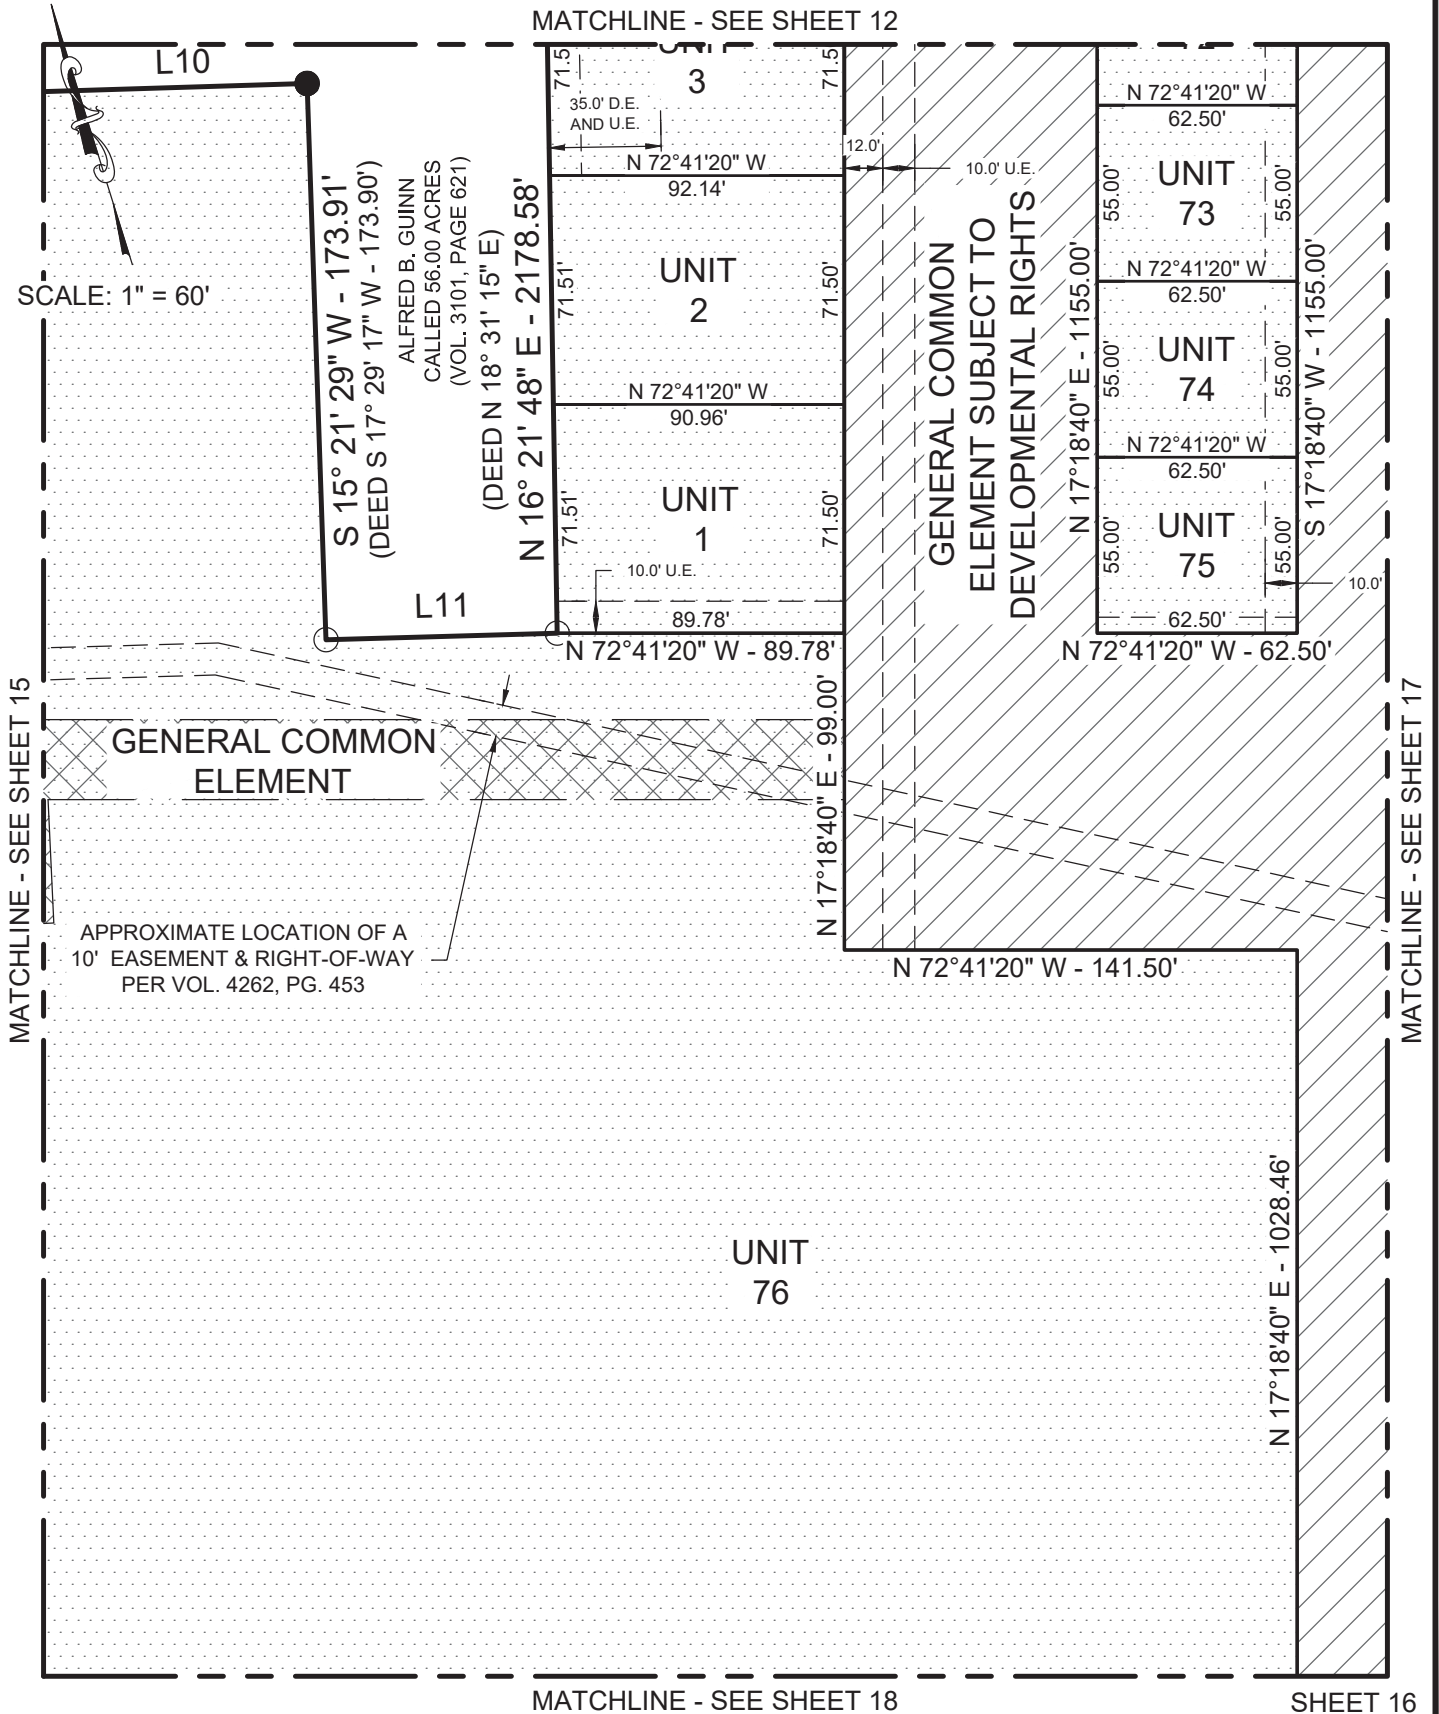 MATCHLINE - SEE SHEET 12
L10
SCALE: 1" = 60'
S 15° 21' 29" W - 173.91'
(DEED S 17° 29' 17" W - 173.90')
ALFRED B. GUINN
CALLED 56.00 ACRES
(VOL. 3101, PAGE 621)
(DEED N 18° 31' 15" E)
N 16° 21' 48" E - 2178.58'
L11
71.5
UNIT
3
71.5
35.0' D.E.
AND U.E.
N 72°41'20" W
92.14'
71.51'
UNIT
2
71.50'
N 72°41'20" W
90.96'
71.51'
UNIT
1
71.50'
10.0' U.E.
89.78'
N 72°41'20" W - 89.78'
12.0'
10.0' U.E.
GENERAL COMMON
ELEMENT SUBJECT TO
DEVELOPMENTAL RIGHTS
N 17°18'40" E - 1155.00'
N 72°41'20" W
62.50'
55.00'
UNIT
73
55.00'
N 72°41'20" W
62.50'
55.00'
UNIT
74
55.00'
N 72°41'20" W
62.50'
55.00'
UNIT
75
55.00'
10.0'
62.50'
N 72°41'20" W - 62.50'
S 17°18'40" W - 1155.00'
MATCHLINE - SEE SHEET 15
GENERAL COMMON
ELEMENT
N 17°18'40" E - 99.00'
MATCHLINE - SEE SHEET 17
APPROXIMATE LOCATION OF A
10' EASEMENT & RIGHT-OF-WAY
PER VOL. 4262, PG. 453
N 72°41'20" W - 141.50'
UNIT
76
N 17°18'40" E - 1028.46'
MATCHLINE - SEE SHEET 18
SHEET 16